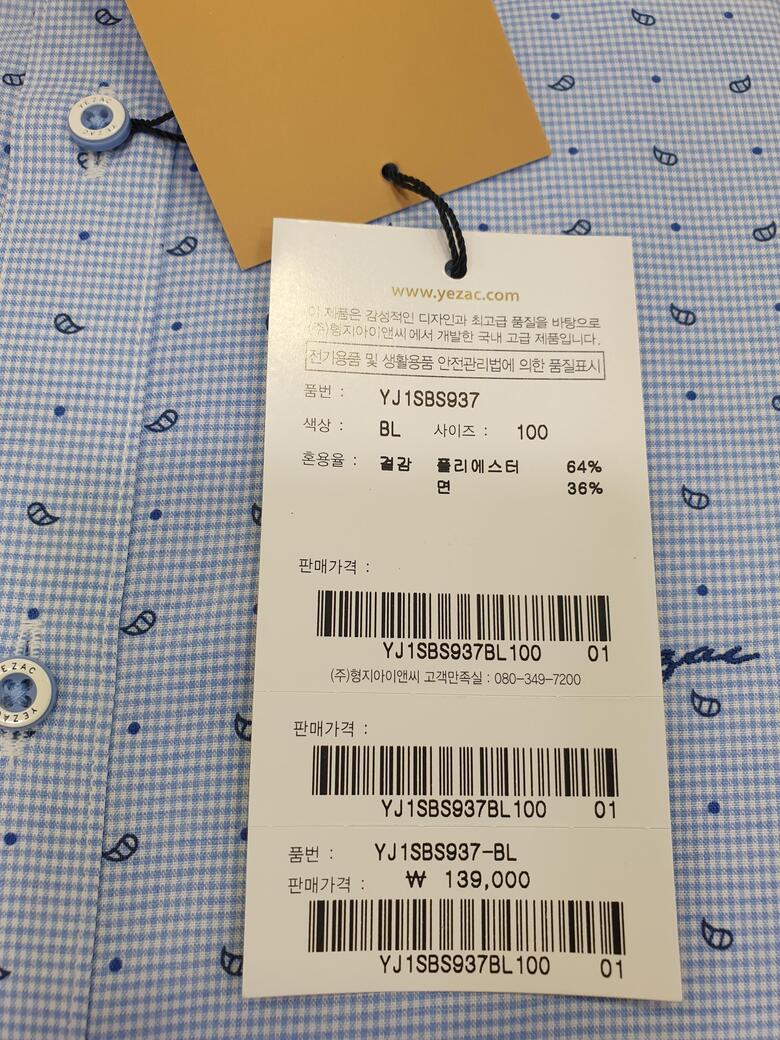 YEZAC
YEZAC
www.yezac.com
이 제품은 감성적인 디자인과 최고급 품질을 바탕으로
(주)형지아이앤씨에서 개발한 국내 고급 제품입니다.
전기용품 및 생활용품 안전관리법에 의한 품질표시
품번 : YJ1SBS937
색상 : BL 사이즈 : 100
혼용율 : 겉감 폴리에스터 64%
면 36%
판매가격 :
YJ1SBS937BL100 01
(주)형지아이앤씨 고객만족실 : 080-349-7200
zac
YEZAC
YEZAC
판매가격 :
YJ1SBS937BL100 01
품번 : YJ1SBS937-BL
판매가격 : ₩ 139,000
YJ1SBS937BL100 01